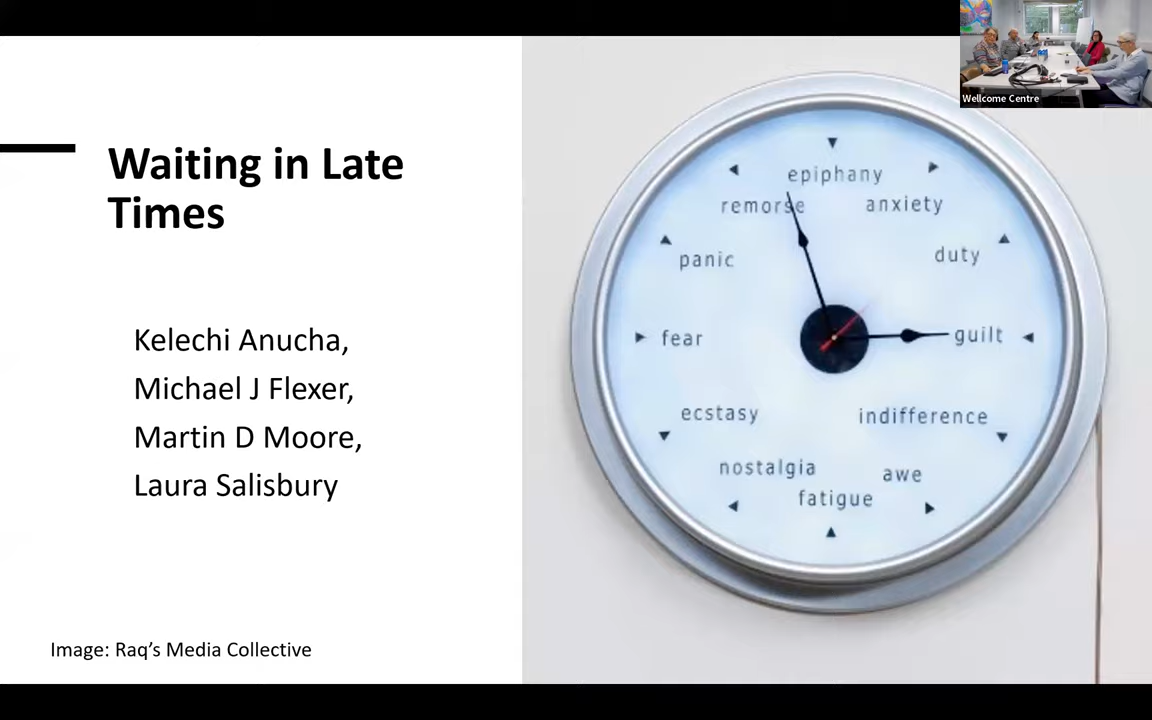 Wellcome Centre
Waiting in Late
Times
Kelechi Anucha,
Michael J Flexer,
Martin D Moore,
Laura Salisbury
Image: Raq's Media Collective
epiphany
remorse
anxiety
panic
duty
fear
guilt
ecstasy
indifference
nostalgia
awe
fatigue